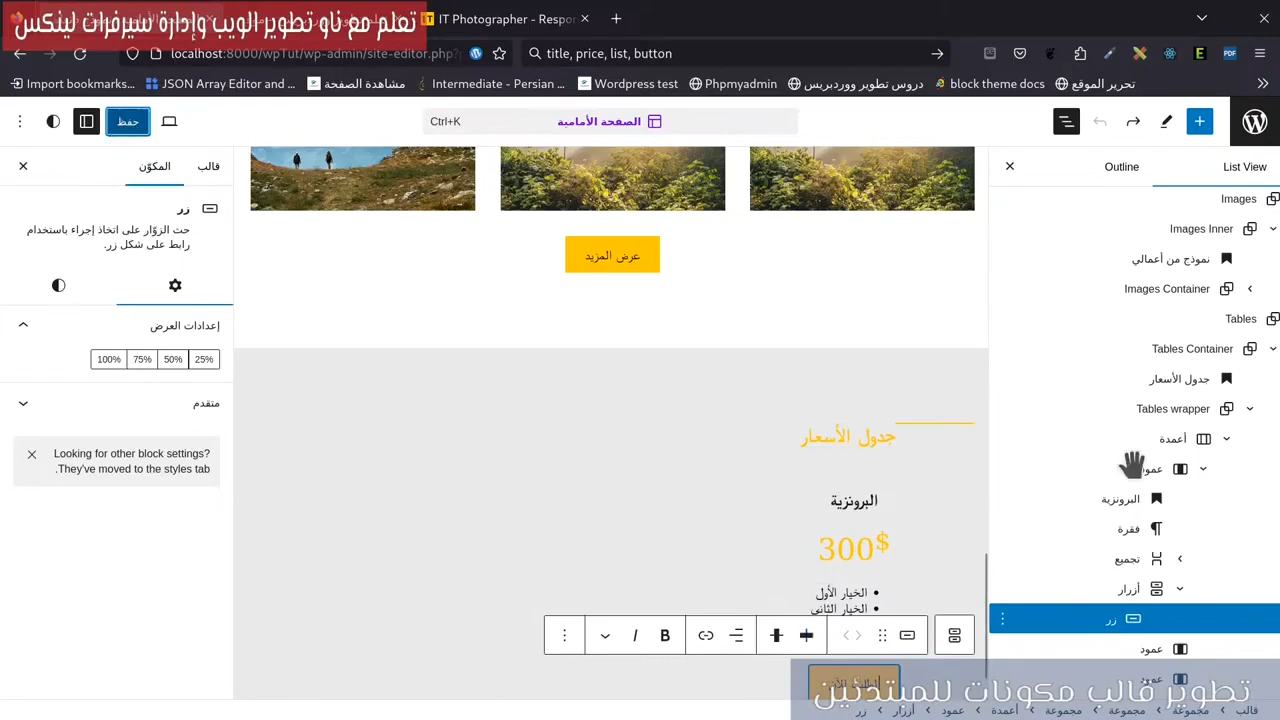 تعلم مع ناو تطوير الويب وإدارة سيرفرات لينكس
IT Photographer - Respon
localhost:8000/wpTut/wp-admin/site-editor.php?
title, price, list, button
Import bookmarks...
JSON Array Editor and ...
مشاهدة الصفحة
Intermediate - Persian ...
Wordpress test
Phpmyadmin
دروس تطوير ووردبريس
block theme docs
تحرير الموقع
حفظ
Ctrl+K
الصفحة الأمامية
قالب
المكوّن
زر
حث الزوّار على اتخاذ إجراء باستخدام
رابط على شكل زر.
إعدادات العرض
100%
75%
50%
25%
متقدم
Looking for other block settings?
They've moved to the styles tab.
عرض المزيد
جدول الأسعار
البرونزية
300$
الخيار الأول
الخيار الثاني
Outline
List View
Images
Images Inner
نموذج من أعمالي
Images Container
Tables
Tables Container
جدول الأسعار
Tables wrapper
أعمدة
عمود
البرونزية
فقرة
تجميع
أزرار
زر
عمود
عمود
تطوير قالب مكونات للمبتدئين
قالب
مجموعة
مجموعة
مجموعة
أعمدة
عمود
أزرار
زر